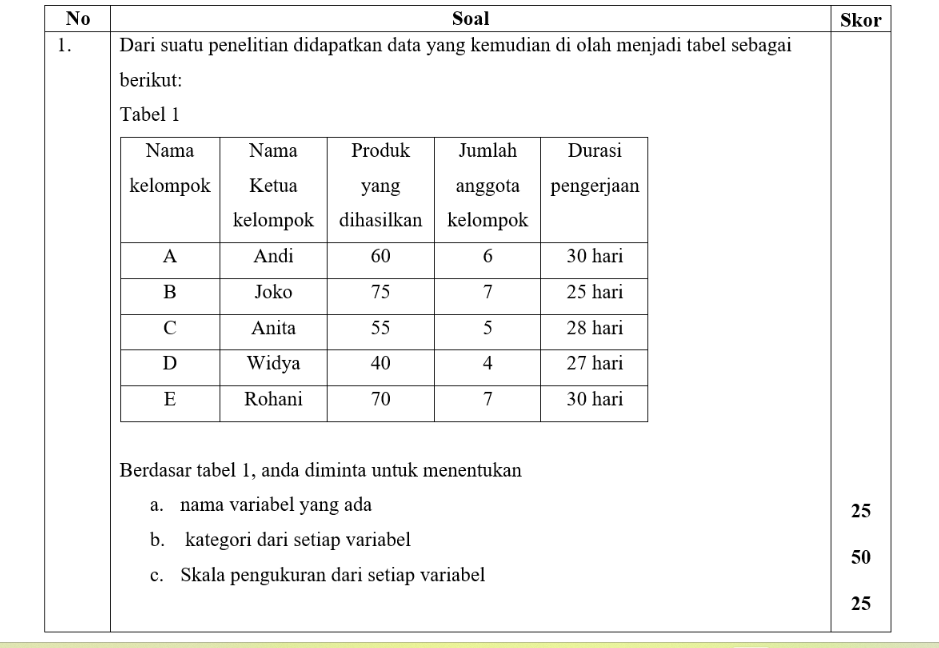 No Soal Skor
1. Dari suatu penelitian didapatkan data yang kemudian di olah menjadi tabel sebagai
berikut:
Tabel 1
Nama Nama Produk Jumlah Durasi
kelompok Ketua yang anggota pengerjaan
kelompok dihasilkan kelompok
A Andi 60 6 30 hari
B Joko 75 7 25 hari
C Anita 55 5 28 hari
D Widya 40 4 27 hari
E Rohani 70 7 30 hari
Berdasar tabel 1, anda diminta untuk menentukan
a. nama variabel yang ada 25
b. kategori dari setiap variabel 50
c. Skala pengukuran dari setiap variabel 25